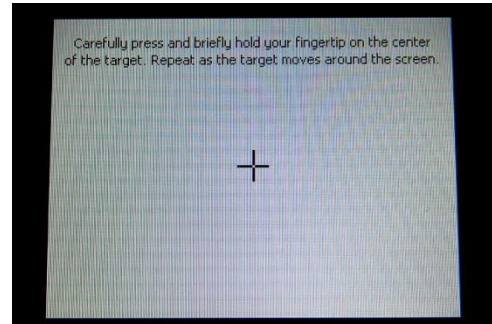 Carefully press and briefly hold your fingertip on the center
of the target. Repeat as the target moves around the screen.